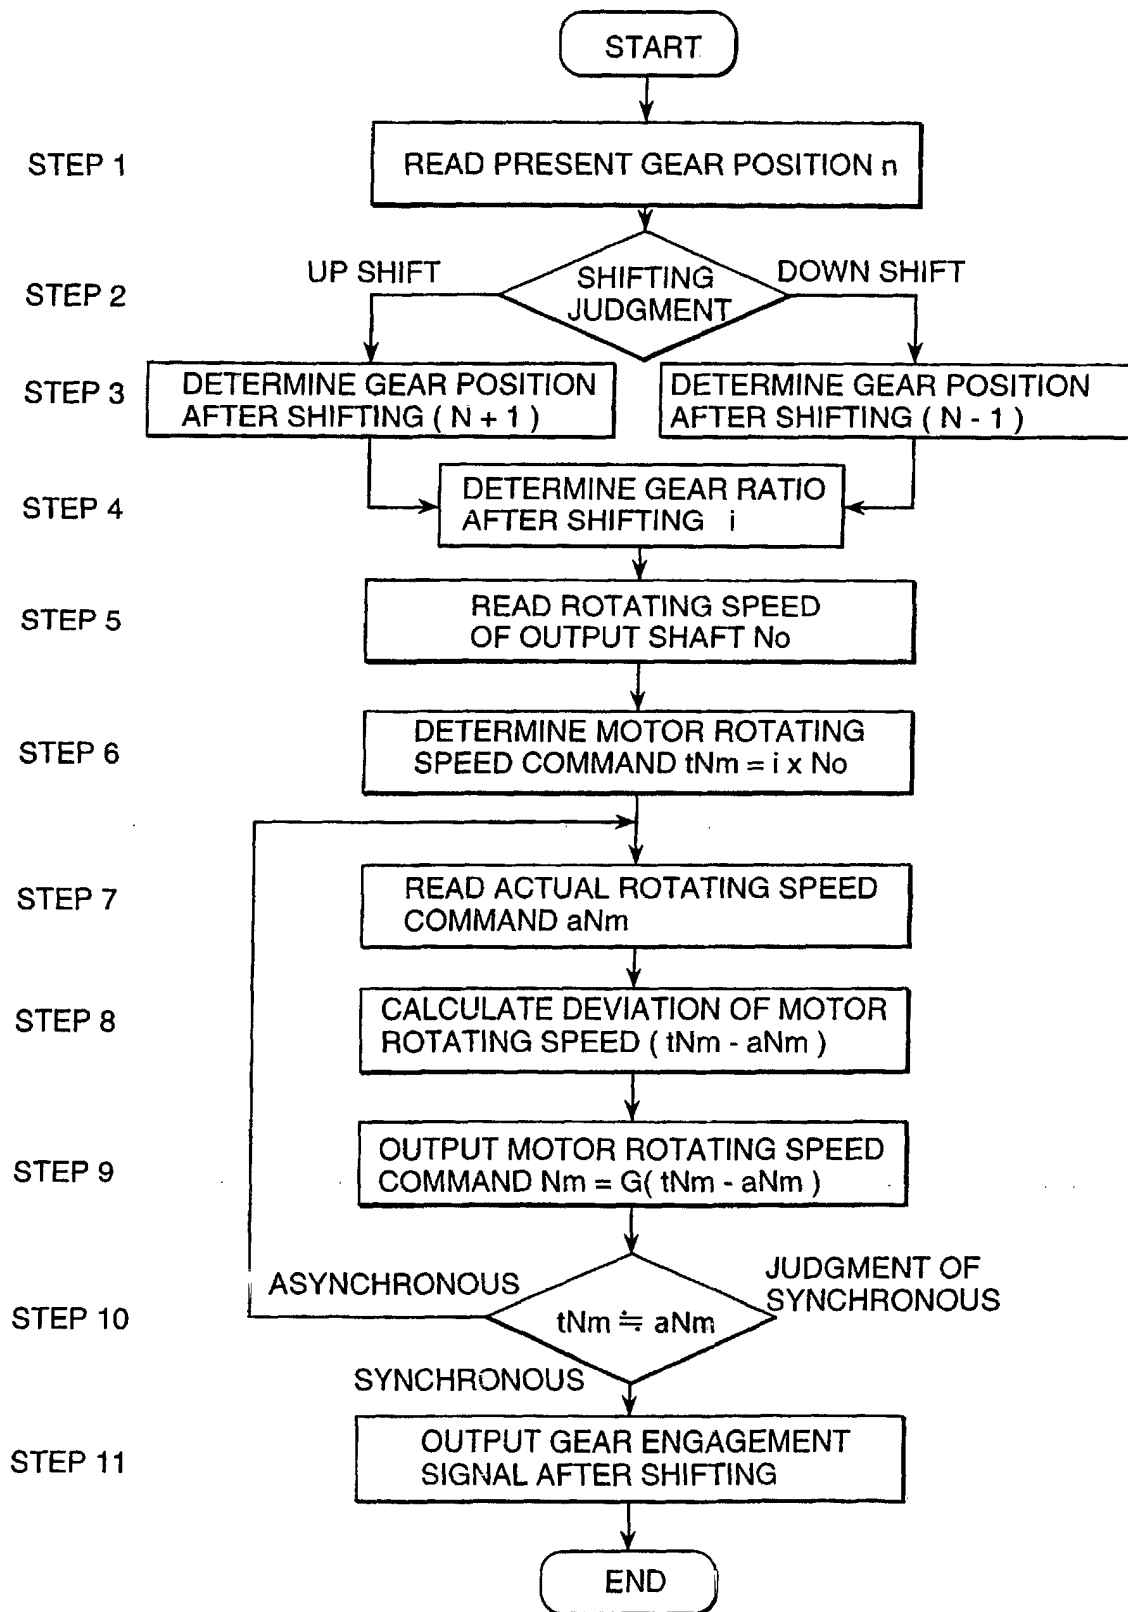 START
STEP 1
READ PRESENT GEAR POSITION n
STEP 2
UP SHIFT
SHIFTING
JUDGMENT
DOWN SHIFT
STEP 3
DETERMINE GEAR POSITION
AFTER SHIFTING ( N + 1 )
DETERMINE GEAR POSITION
AFTER SHIFTING ( N - 1 )
STEP 4
DETERMINE GEAR RATIO
AFTER SHIFTING i
STEP 5
READ ROTATING SPEED
OF OUTPUT SHAFT No
STEP 6
DETERMINE MOTOR ROTATING
SPEED COMMAND tNm = i x No
STEP 7
READ ACTUAL ROTATING SPEED
COMMAND aNm
STEP 8
CALCULATE DEVIATION OF MOTOR
ROTATING SPEED ( tNm - aNm )
STEP 9
OUTPUT MOTOR ROTATING SPEED
COMMAND Nm = G( tNm - aNm )
STEP 10
ASYNCHRONOUS
tNm ≒ aNm
JUDGMENT OF
SYNCHRONOUS
SYNCHRONOUS
STEP 11
OUTPUT GEAR ENGAGEMENT
SIGNAL AFTER SHIFTING
END